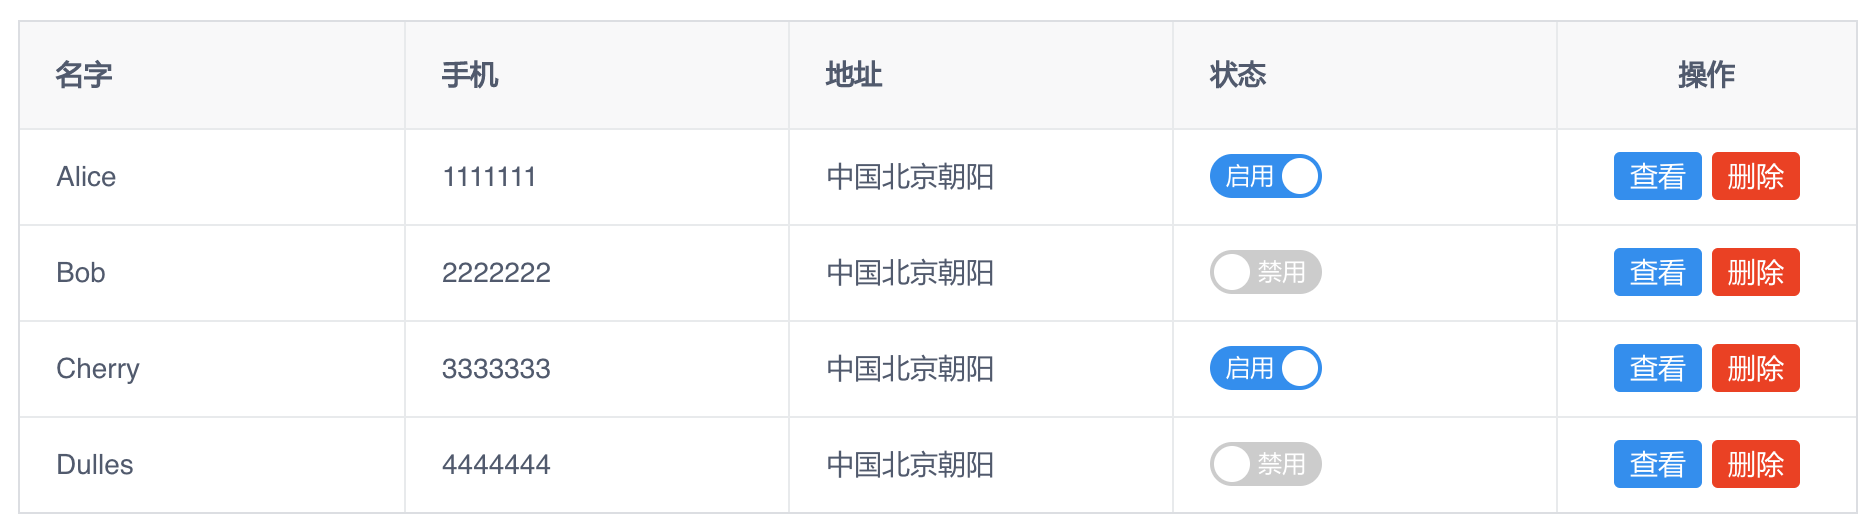 名字 手机 地址 状态 操作
Alice 1111111 中国北京朝阳 启用 查看 删除
Bob 2222222 中国北京朝阳 禁用 查看 删除
Cherry 3333333 中国北京朝阳 启用 查看 删除
Dulles 4444444 中国北京朝阳 禁用 查看 删除